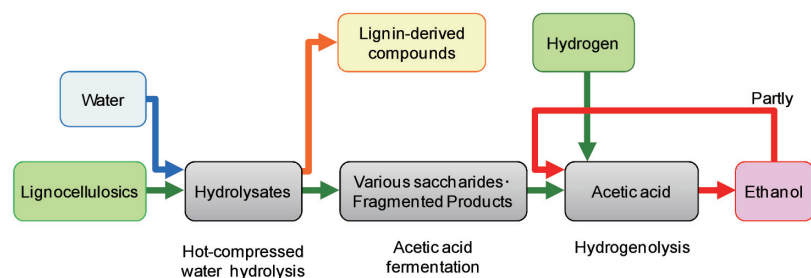 Lignin-derived
compounds
Hydrogen
Water
Partly
Lignocellulosics
Hydrolysates
Various saccharides·
Fragmented Products
Acetic acid
Ethanol
Hot-compressed
water hydrolysis
Acetic acid
fermentation
Hydrogenolysis